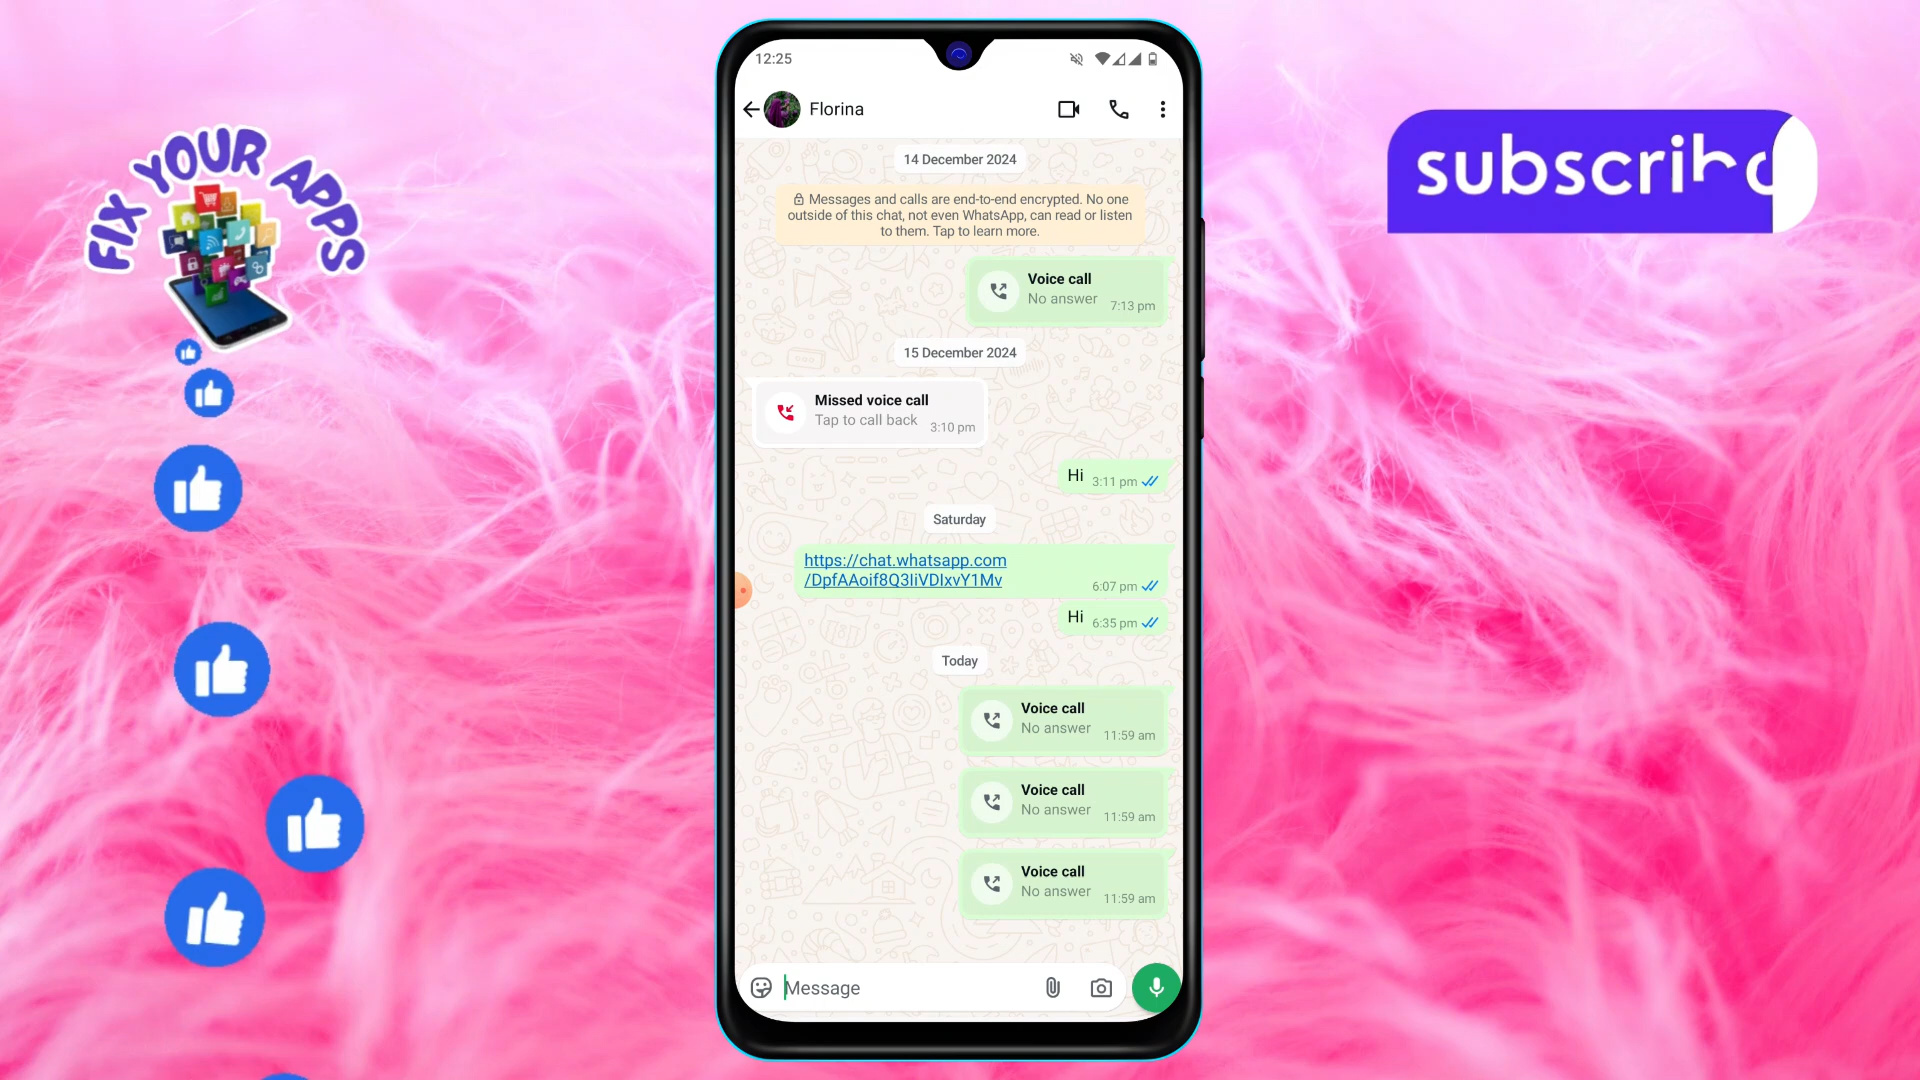 FIX YOUR APPS
12:25
Florina
14 December 2024
Messages and calls are end-to-end encrypted. No one
outside of this chat, not even WhatsApp, can read or listen
to them. Tap to learn more.
Voice call
No answer 7:13 pm
15 December 2024
Missed voice call
Tap to call back 3:10 pm
Hi 3:11 pm
Saturday
https://chat.whatsapp.com
/DpfAAoif8Q3IiVDIxvY1Mv
6:07 pm
Hi 6:35 pm
Today
Voice call
No answer 11:59 am
Voice call
No answer 11:59 am
Voice call
No answer 11:59 am
Message